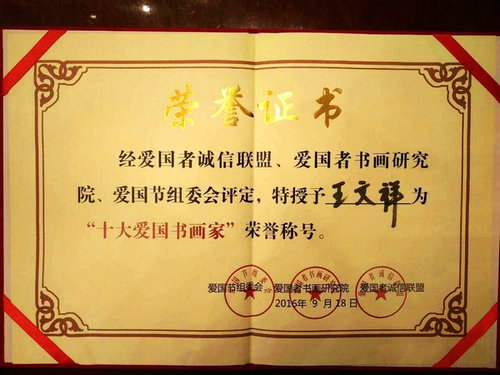 荣誉证书
经爱国者诚信联盟、爱国者书画研究
院、爱国节组委会评定，特授予王文祥为
“十大爱国书画家”荣誉称号。
爱国节组委会 爱国者书画研究院 爱国者诚信联盟
2016年 9 月 18 日